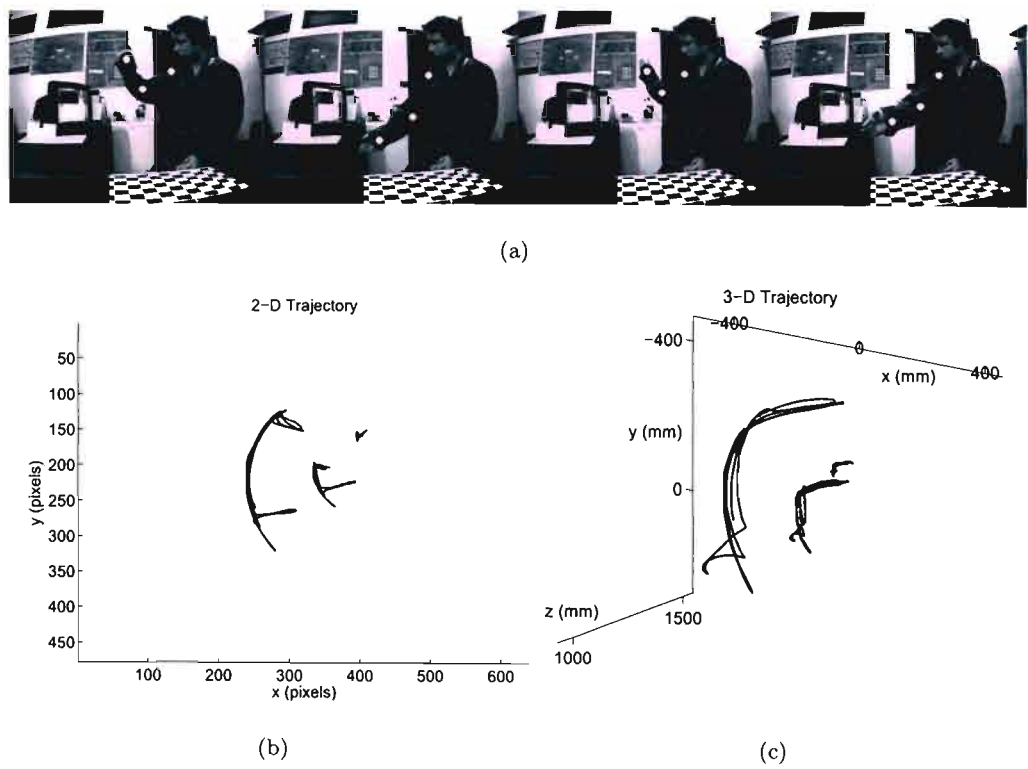 (a)
2−D Trajectory
50
100
150
200
250
300
350
400
450
y (pixels)
100
200
300
400
500
600
x (pixels)
(b)
3−D Trajectory
−400
0
400
x (mm)
−400
y (mm)
0
z (mm)
1500
1000
(c)